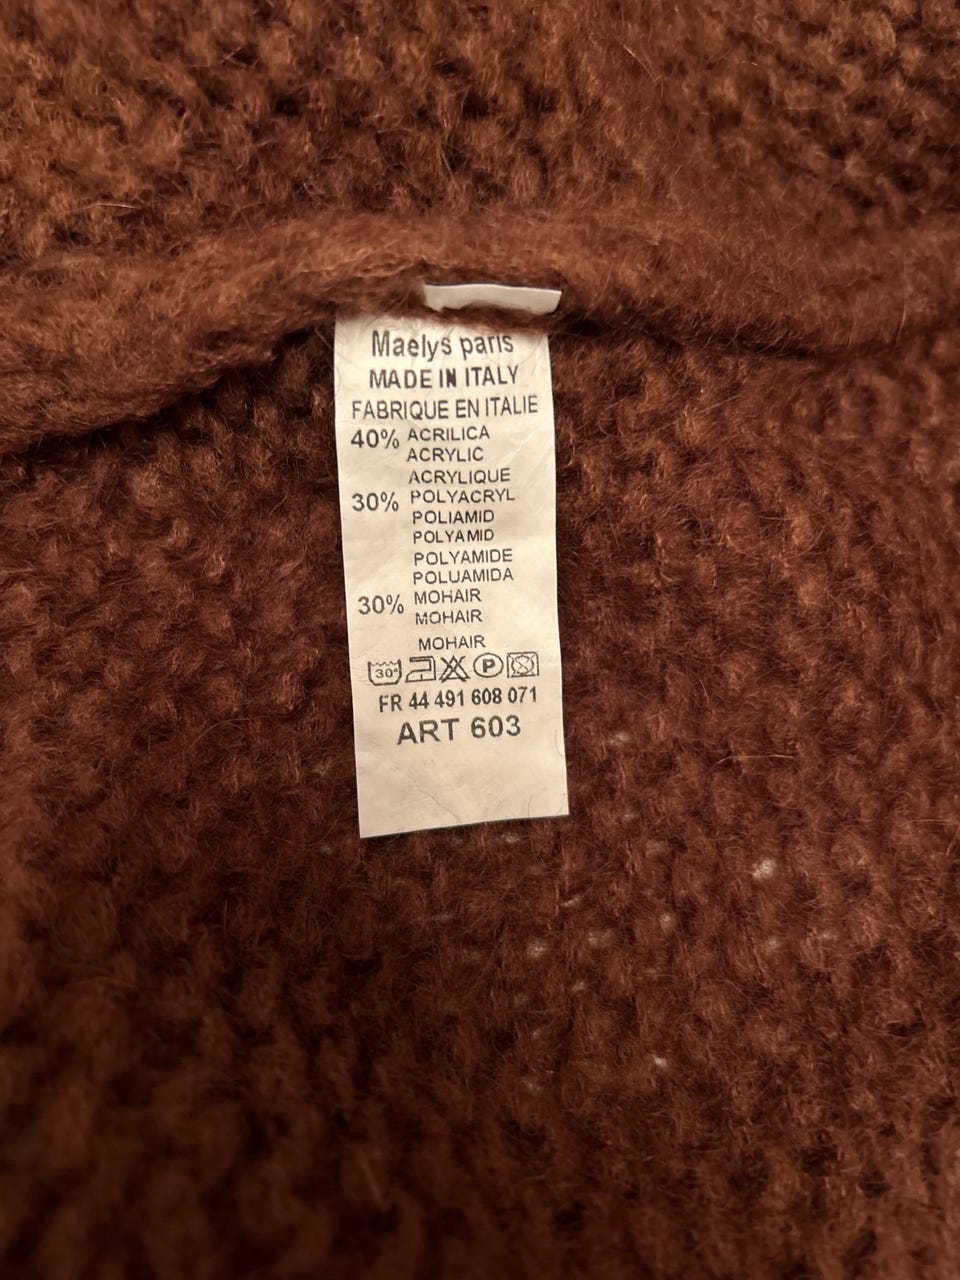 Maelys paris
MADE IN ITALY
FABRIQUE EN ITALIE
40% ACRILICA
ACRYLIC
ACRYLIQUE
30% POLYACRYL
POLIAMID
POLYAMID
POLYAMIDE
POLUAMIDA
30% MOHAIR
MOHAIR
MOHAIR
30° P
FR 44 491 608 071
ART 603